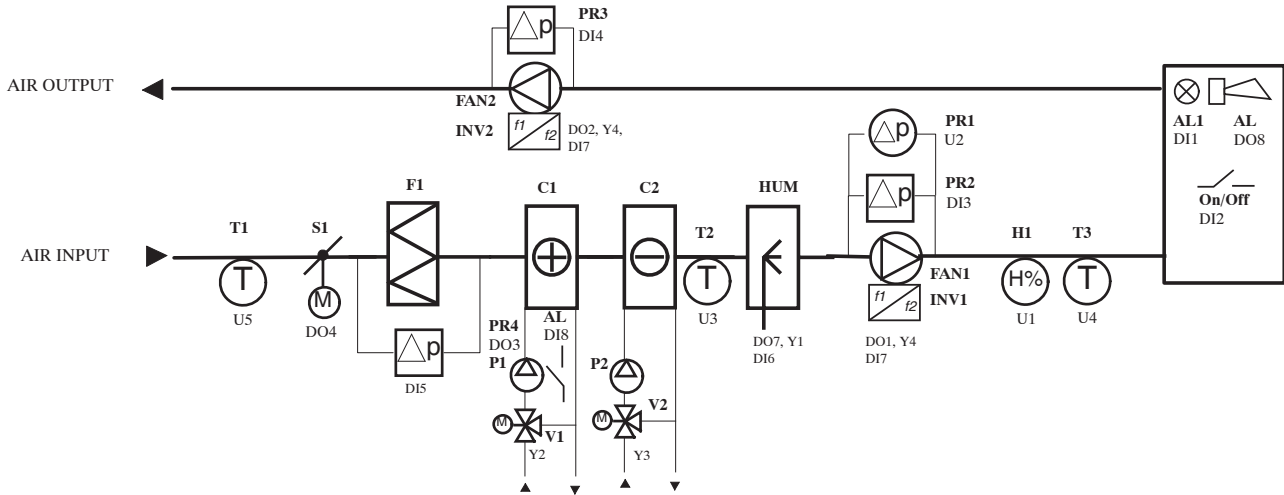 PR3
DI4
AIR OUTPUT
FAN2
INV2
f1
f2
DO2, Y4,
DI7
p
AL1
DI1
AL
DO8
On/Off
DI2
PR1
U2
p
PR2
DI3
p
F1
C1
C2
HUM
T1
S1
T2
H1
T3
AIR INPUT
T
U5
M
DO4
T
U3
FAN1
INV1
f1
f2
H%
U1
T
U4
DO7, Y1
DI6
DO1, Y4
DI7
p
DI5
PR4
DO3
P1
AL
DI8
P2
M
V1
Y2
M
V2
Y3